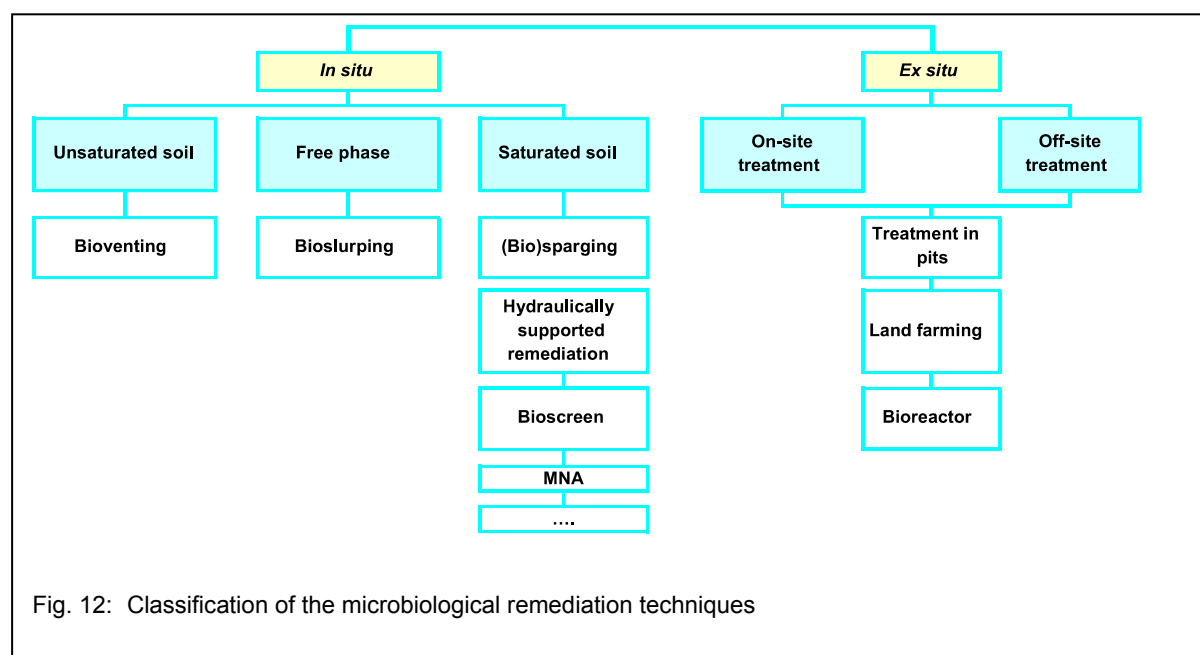 In situ
Ex situ
Unsaturated soil
Free phase
Saturated soil
On-site
treatment
Off-site
treatment
Bioventing
Bioslurping
(Bio)sparging
Treatment in
pits
Hydraulically
supported
remediation
Land farming
Bioscreen
Bioreactor
MNA
....
Fig. 12: Classification of the microbiological remediation techniques